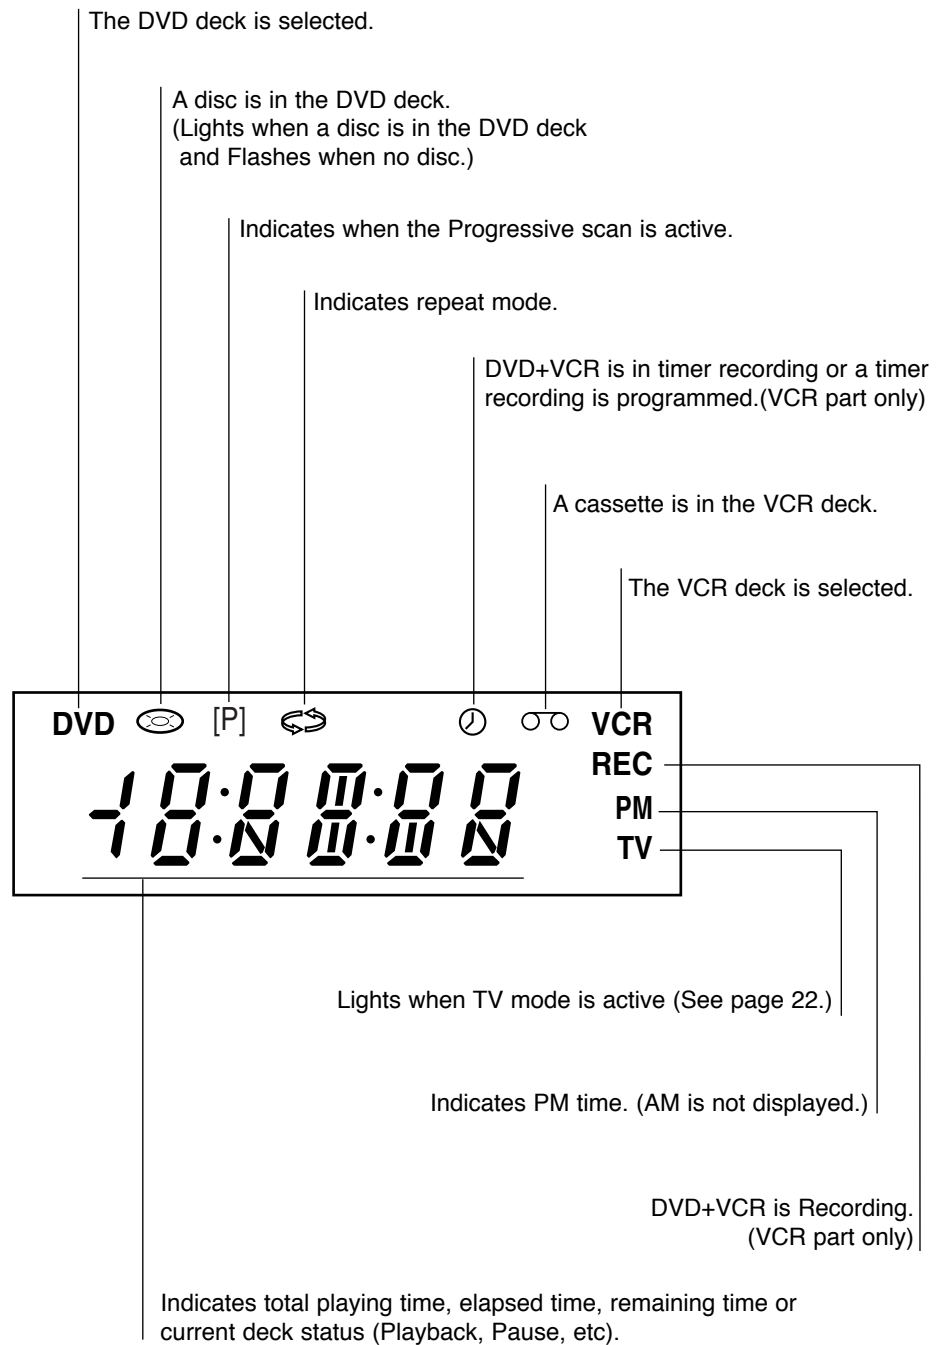 The DVD deck is selected.
A disc is in the DVD deck.
(Lights when a disc is in the DVD deck
and Flashes when no disc.)
Indicates when the Progressive scan is active.
Indicates repeat mode.
DVD+VCR is in timer recording or a timer
recording is programmed.(VCR part only)
A cassette is in the VCR deck.
The VCR deck is selected.
DVD [P] VCR
REC
PM
TV
Lights when TV mode is active (See page 22.)
Indicates PM time. (AM is not displayed.)
DVD+VCR is Recording.
(VCR part only)
Indicates total playing time, elapsed time, remaining time or
current deck status (Playback, Pause, etc).